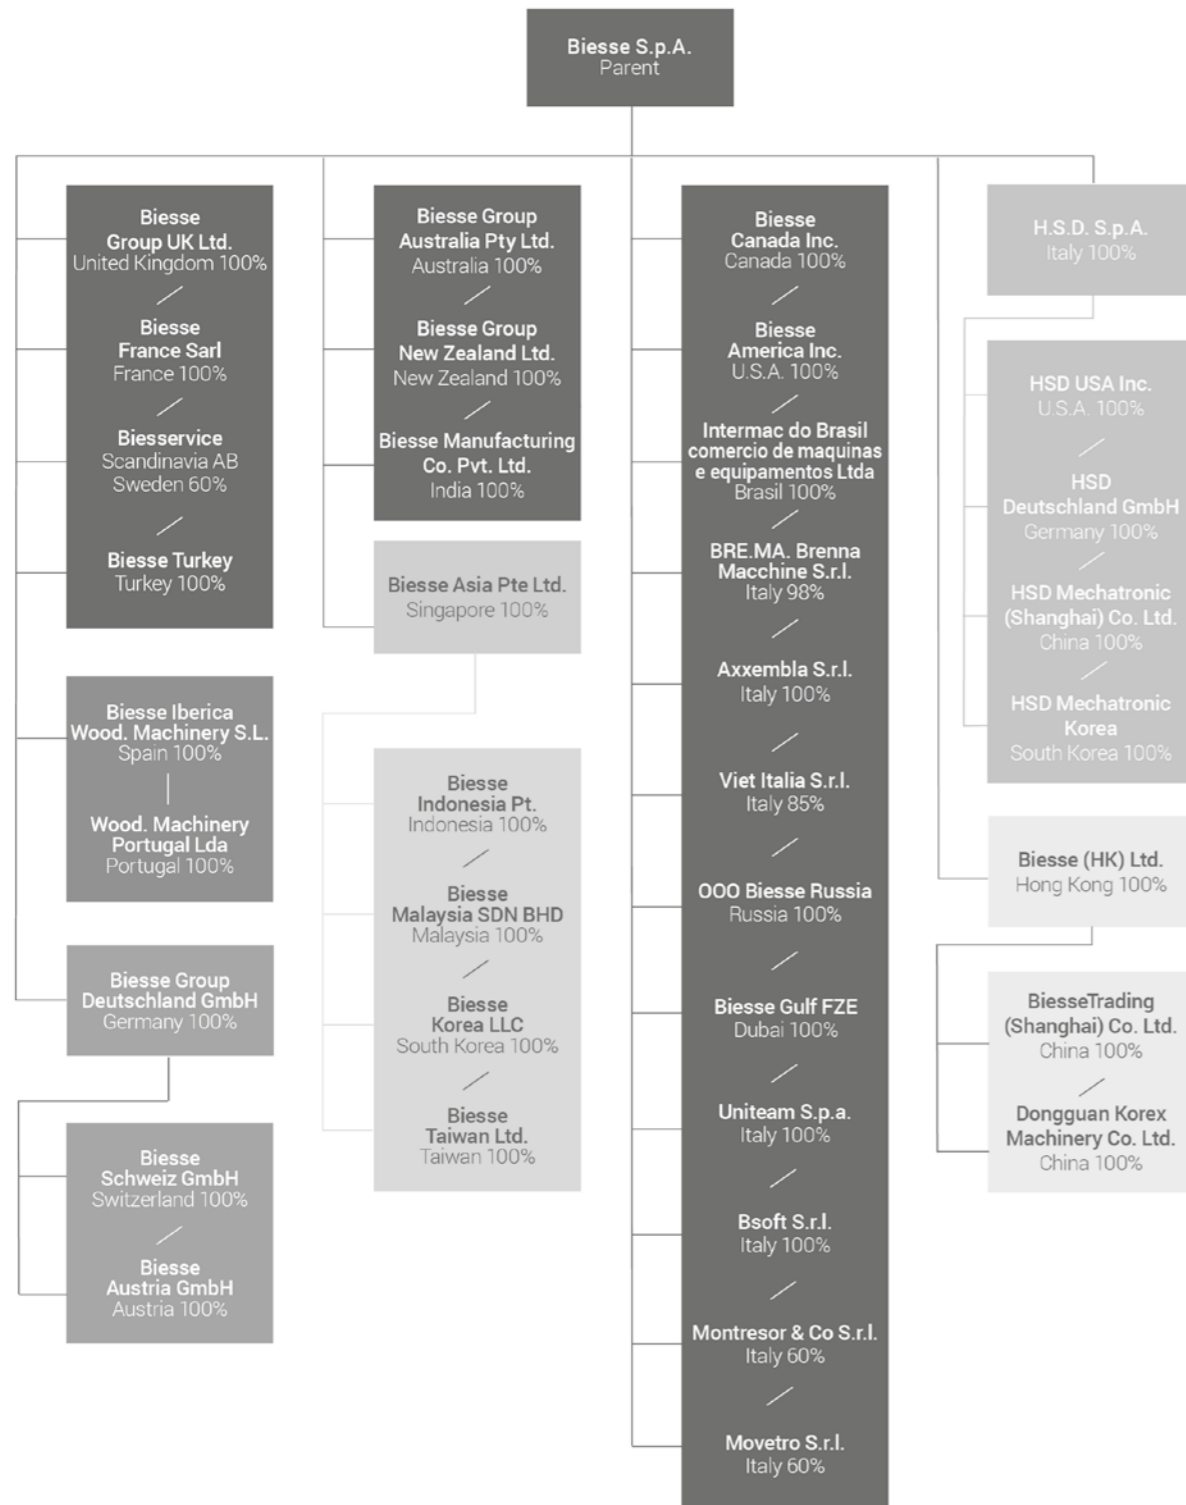 Biesse S.p.A.
Parent
Biesse
Group UK Ltd.
United Kingdom 100%
Biesse
France Sarl
France 100%
Biesservice
Scandinavia AB
Sweden 60%
Biesse Turkey
Turkey 100%
Biesse Iberica
Wood. Machinery S.L.
Spain 100%
Wood. Machinery
Portugal Lda
Portugal 100%
Biesse Group
Deutschland GmbH
Germany 100%
Biesse
Schweiz GmbH
Switzerland 100%
Biesse
Austria GmbH
Austria 100%
Biesse Group
Australia Pty Ltd.
Australia 100%
Biesse Group
New Zealand Ltd.
New Zealand 100%
Biesse Manufacturing
Co. Pvt. Ltd.
India 100%
Biesse Asia Pte Ltd.
Singapore 100%
Biesse
Indonesia Pt.
Indonesia 100%
Biesse
Malaysia SDN BHD
Malaysia 100%
Biesse
Korea LLC
South Korea 100%
Biesse
Taiwan Ltd.
Taiwan 100%
Biesse
Canada Inc.
Canada 100%
Biesse
America Inc.
U.S.A. 100%
Intermac do Brasil
comercio de maquinas
e equipamentos Ltda
Brasil 100%
BRE.MA. Brenna
Macchine S.r.l.
Italy 98%
Axxembla S.r.l.
Italy 100%
Viet Italia S.r.l.
Italy 85%
OOO Biesse Russia
Russia 100%
Biesse Gulf FZE
Dubai 100%
Uniteam S.p.a.
Italy 100%
Bsoft S.r.l.
Italy 100%
Montresor & Co S.r.l.
Italy 60%
Movetro S.r.l.
Italy 60%
H.S.D. S.p.A.
Italy 100%
HSD USA Inc.
U.S.A. 100%
HSD
Deutschland GmbH
Germany 100%
HSD Mechatronic
(Shanghai) Co. Ltd.
China 100%
HSD Mechatronic
Korea
South Korea 100%
Biesse (HK) Ltd.
Hong Kong 100%
BiesseTrading
(Shanghai) Co. Ltd.
China 100%
Dongguan Korex
Machinery Co. Ltd.
China 100%